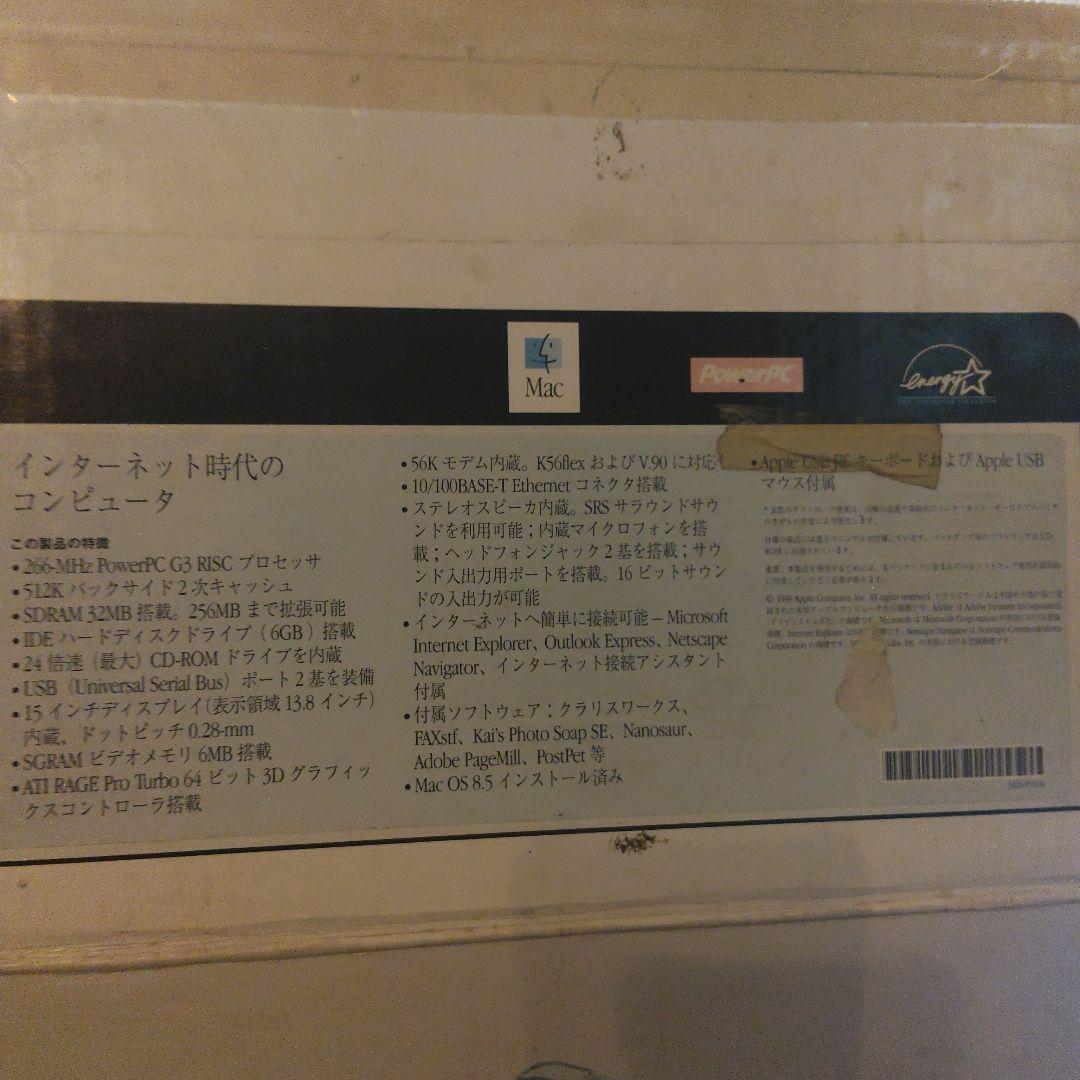 Mac
PowerPC
energy
インターネット時代の
コンピュータ
この製品の特徴
• 266-MHz PowerPC G3 RISC プロセッサ
• 512K バックサイド 2 次キャッシュ
• SDRAM 32MB 搭載。256MB まで拡張可能
• IDE ハードディスクドライブ ( 6GB ) 搭載
• 24 倍速（最大）CD-ROM ドライブを内蔵
• USB（Universal Serial Bus）ポート 2 基を装備
• 15 インチディスプレイ(表示領域 13.8 インチ)
内蔵、ドットピッチ 0.28-mm
• SGRAM ビデオメモリ 6MB 搭載
• ATI RAGE Pro Turbo 64 ビット 3D グラフィッ
クスコントローラ搭載
• 56K モデム内蔵。K56flex および V.90 に対応
• 10/100BASE-T Ethernet コネクタ搭載
• ステレオスピーカ内蔵。SRS サラウンドサウ
ンドを利用可能；内蔵マイクロフォンを搭
載；ヘッドフォンジャック 2 基を搭載；サウ
ンド入出力用ポートを搭載。16 ビットサウン
ドの入出力が可能
• インターネットへ簡単に接続可能 – Microsoft
Internet Explorer、Outlook Express、Netscape
Navigator、インターネット接続アシスタント
付属
• 付属ソフトウェア：クラリスワークス、
FAXstf、Kai's Photo Soap SE、Nanosaur、
Adobe PageMill、PostPet 等
• Mac OS 8.5 インストール済み
• Apple USB JIS キーボードおよび Apple USB
マウス付属
© 1999 Apple Computer, Inc. All rights reserved.